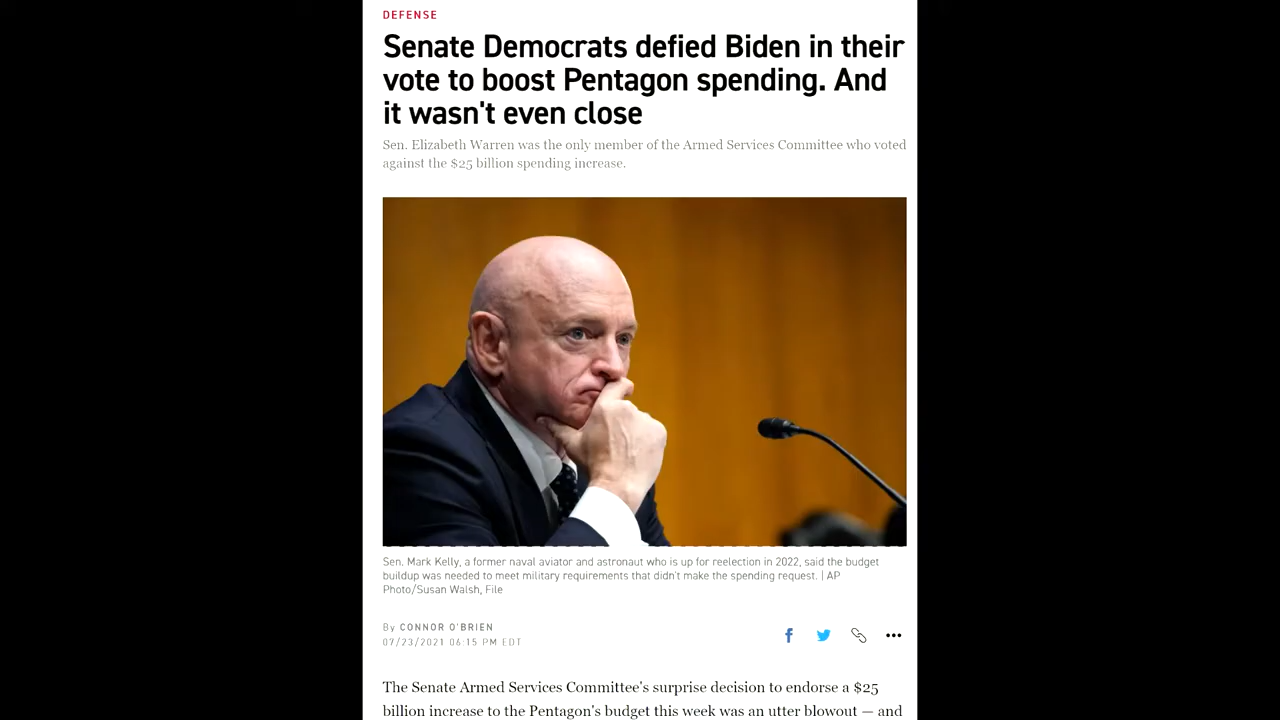 DEFENSE
Senate Democrats defied Biden in their
vote to boost Pentagon spending. And
it wasn't even close
Sen. Elizabeth Warren was the only member of the Armed Services Committee who voted
against the $25 billion spending increase.
Sen. Mark Kelly, a former naval aviator and astronaut who is up for reelection in 2022, said the budget
buildup was needed to meet military requirements that didn't make the spending request. | AP
Photo/Susan Walsh, File
By CONNOR O'BRIEN
07/23/2021 06:15 PM EDT
The Senate Armed Services Committee's surprise decision to endorse a $25
billion increase to the Pentagon's budget this week was an utter blowout — and